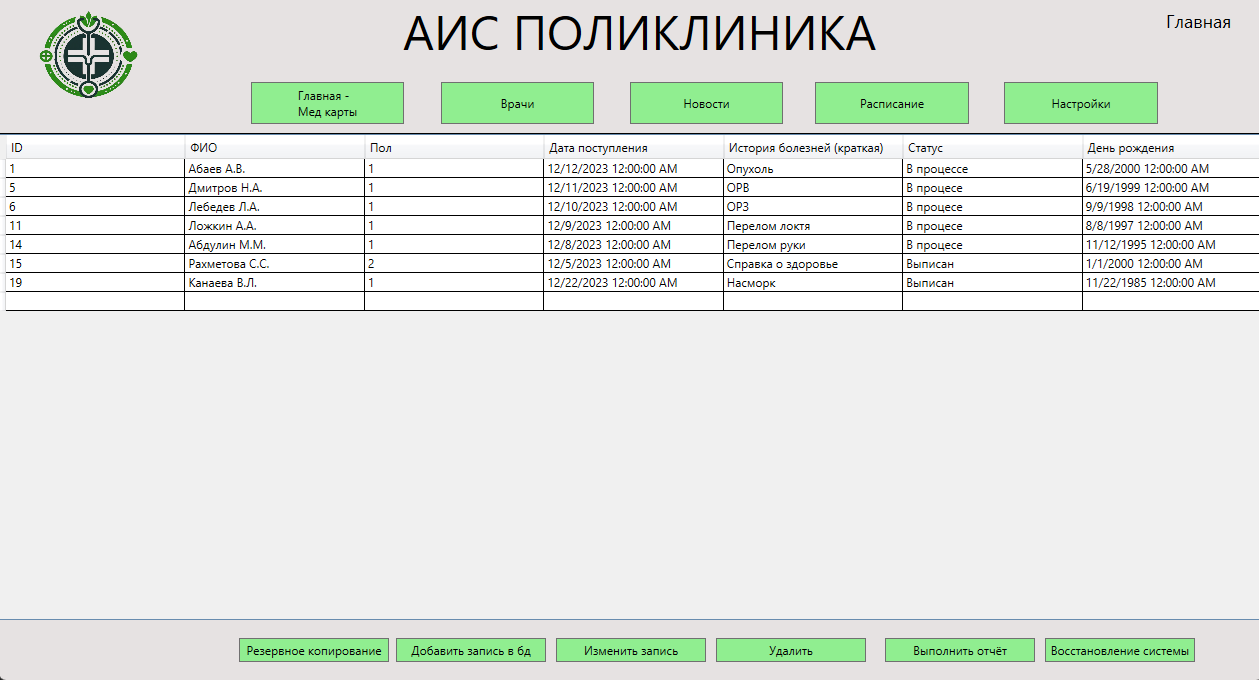 АИС ПОЛИКЛИНИКА
Главная
Главная -
Мед карты
Врачи
Новости
Расписание
Настройки
ID ФИО Пол Дата поступления История болезней (краткая) Статус День рождения
1 Абаев А.В. 1 12/12/2023 12:00:00 AM Опухоль В процессе 5/28/2000 12:00:00 AM
5 Дмитров Н.А. 1 12/11/2023 12:00:00 AM ОРВ В процесе 6/19/1999 12:00:00 AM
6 Лебедев Л.А. 1 12/10/2023 12:00:00 AM ОРЗ В процесе 9/9/1998 12:00:00 AM
11 Ложкин А.А. 1 12/9/2023 12:00:00 AM Перелом локтя В процесе 8/8/1997 12:00:00 AM
14 Абдулин М.М. 1 12/8/2023 12:00:00 AM Перелом руки В процесе 11/12/1995 12:00:00 AM
15 Рахметова С.С. 2 12/5/2023 12:00:00 AM Справка о здоровье Выписан 1/1/2000 12:00:00 AM
19 Канаева В.Л. 1 12/22/2023 12:00:00 AM Насморк Выписан 11/22/1985 12:00:00 AM
Резервное копирование
Добавить запись в бд
Изменить запись
Удалить
Выполнить отчёт
Восстановление системы